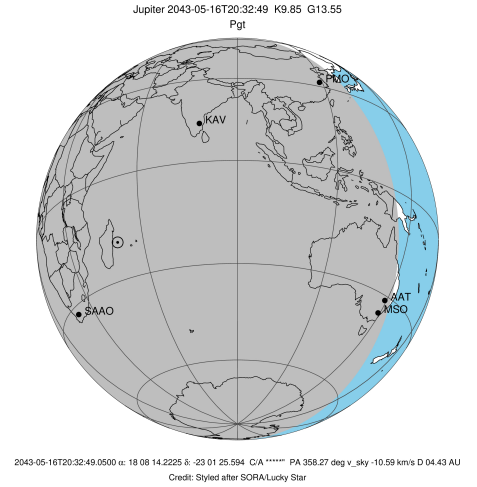 Jupiter 2043-05-16T20:32:49 K9.85 G13.55
Pgt
PMO
KAV
AAT
MSO
SAAO
2043-05-16T20:32:49.0500 α: 18 08 14.2225 δ: -23 01 25.594 C/A *****" PA 358.27 deg v_sky -10.59 km/s D 04.43 AU
Credit: Styled after SORA/Lucky Star